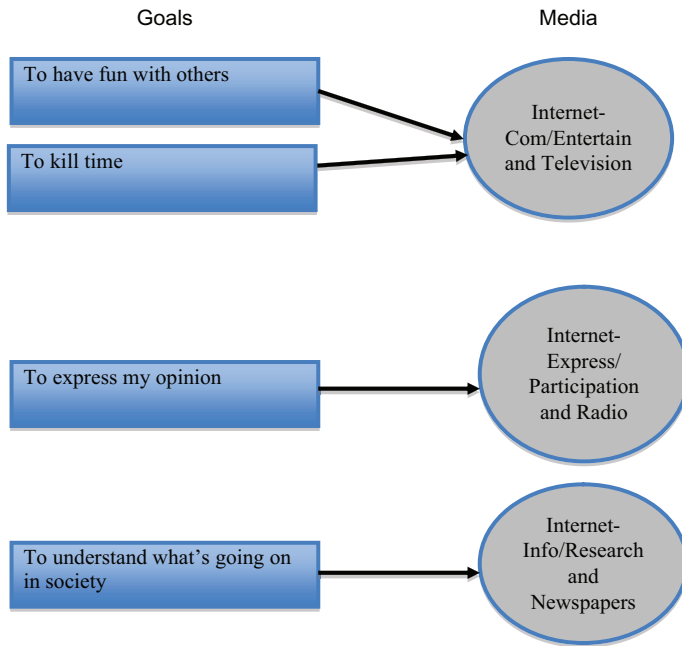 Goals
Media
To have fun with others
To kill time
Internet-
Com/Entertain
and Television
To express my opinion
Internet-
Express/
Participation
and Radio
To understand what's going on
in society
Internet-
Info/Research
and
Newspapers